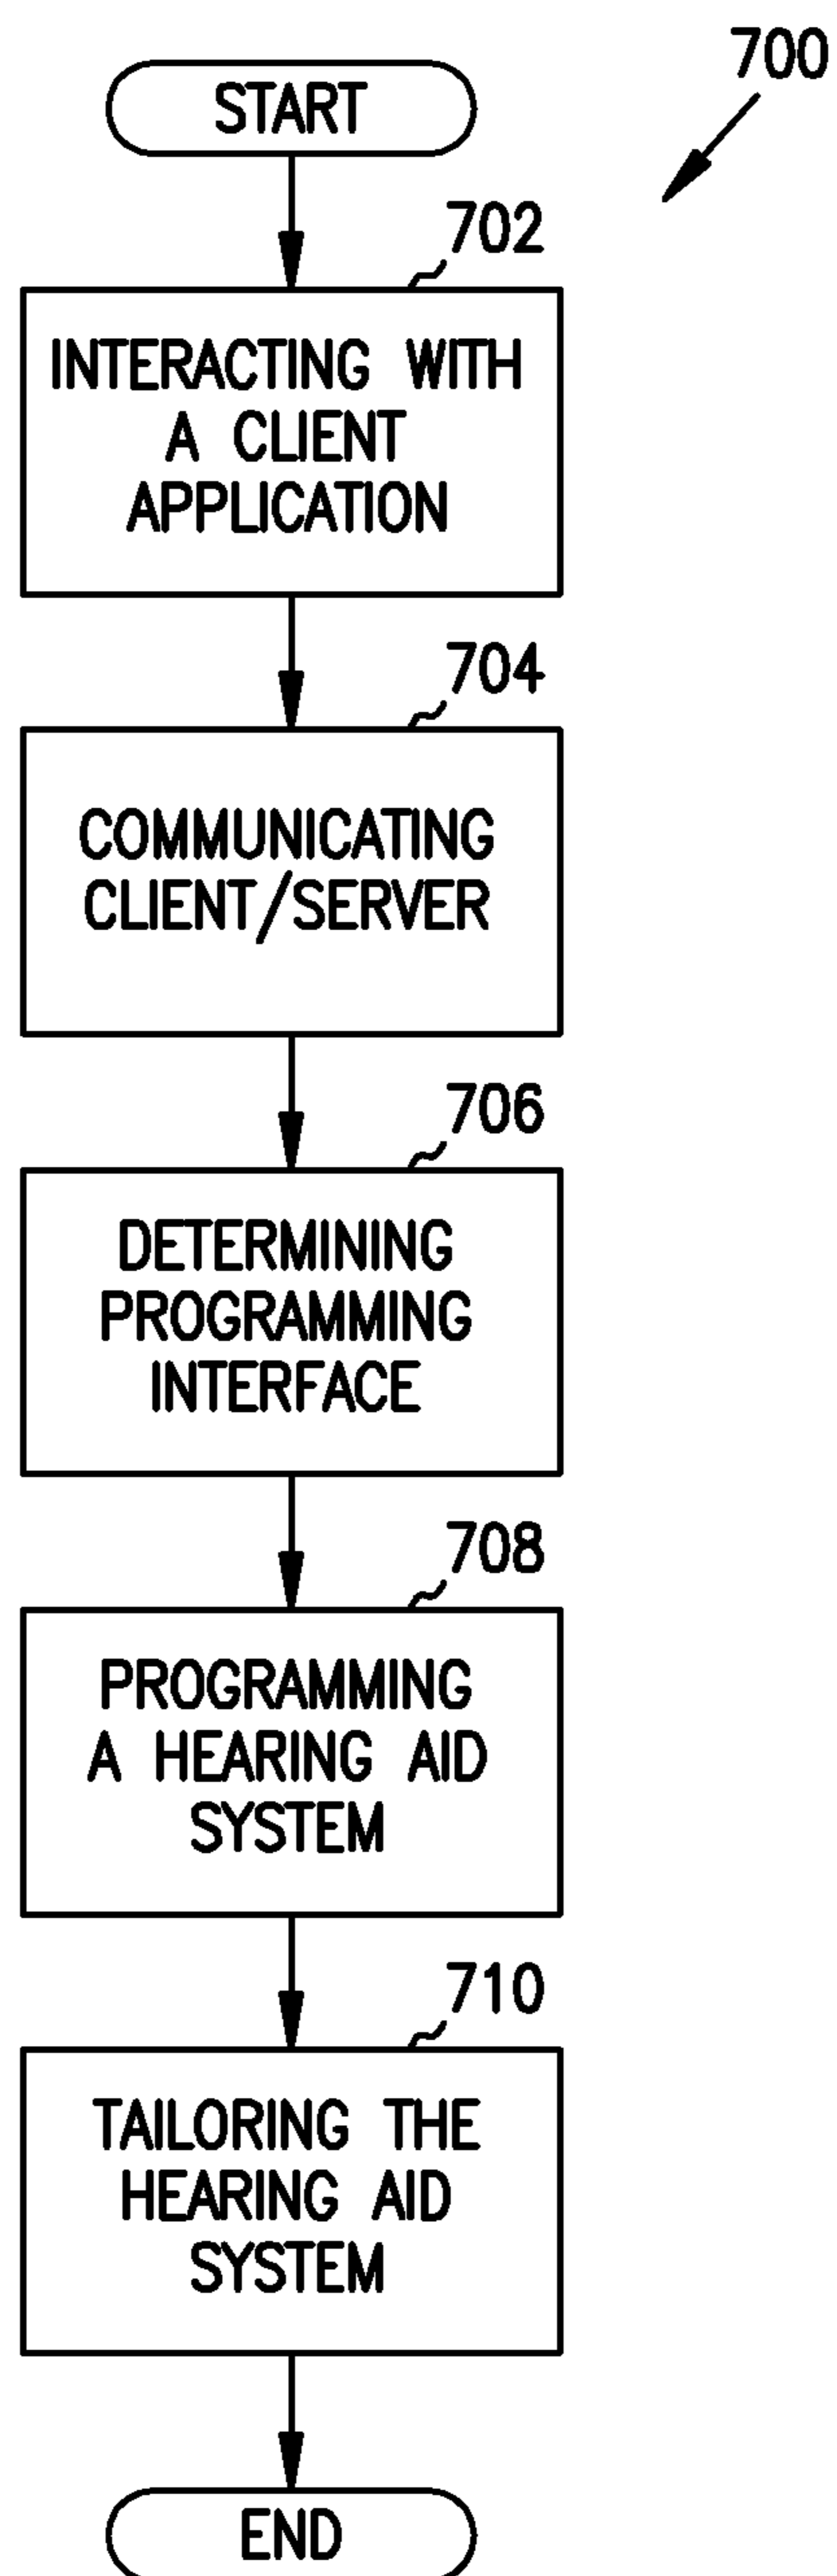 700
START
702
INTERACTING WITH
A CLIENT
APPLICATION
704
COMMUNICATING
CLIENT/SERVER
706
DETERMINING
PROGRAMMING
INTERFACE
708
PROGRAMMING
A HEARING AID
SYSTEM
710
TAILORING THE
HEARING AID
SYSTEM
END